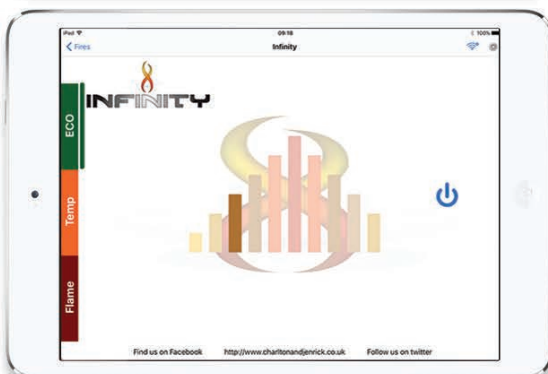 iPad
09:18
100%
Fires
Infinity
INFINITY
ECO
Temp
Flame
Find us on Facebook http://www.charltonandjenrick.co.uk Follow us on twitter